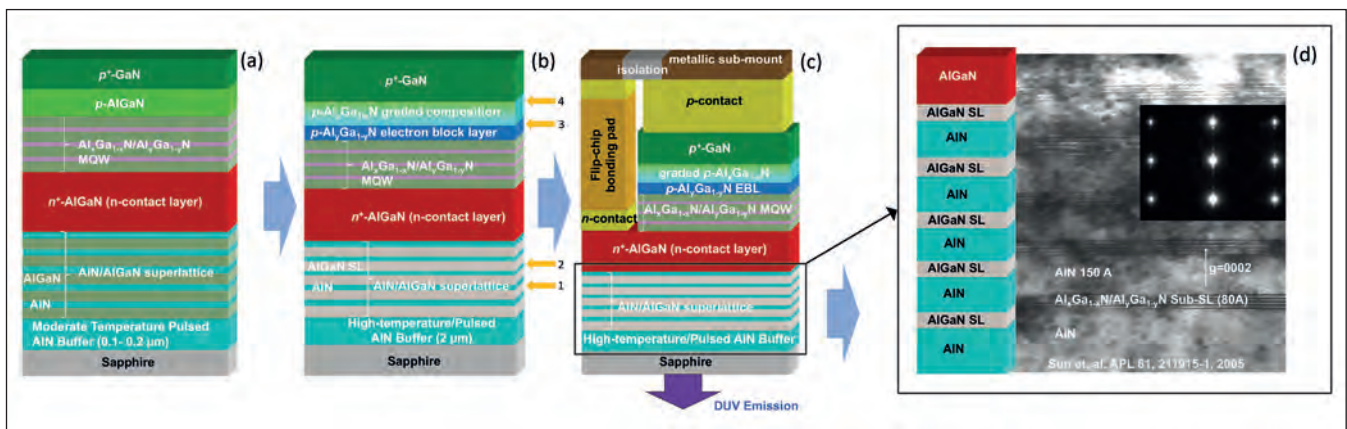 (a)
p⁺-GaN
p-AlGaN
AlₓGa₁₋ₓN/AlᵧGa₁₋ᵧN
MQW
n⁺-AlGaN (n-contact layer)
AlGaN
AlN/AlGaN superlattice
AlN
Moderate Temperature Pulsed
AlN Buffer (0.1- 0.2 µm)
Sapphire
(b)
p⁺-GaN
4
p-AlₓGa₁₋ₓN graded composition
3
p-AlₓGa₁₋ᵧN electron block layer
AlₓGa₁₋ₓN/AlᵧGa₁₋ᵧN
MQW
n⁺-AlGaN (n-contact layer)
AlGaN SL
2
AlN
AlN/AlGaN superlattice
1
High-temperature/Pulsed
AlN Buffer (2 µm)
Sapphire
(c)
metallic sub-mount
isolation
p-contact
Flip-chip
bonding pad
n-contact
p⁺-GaN
graded p-AlₓGa₁₋ₓN
p-AlᵧGa₁₋ᵧN EBL
AlₓGa₁₋ₓN/AlᵧGa₁₋ᵧN MQW
n⁺-AlGaN (n-contact layer)
AlN/AlGaN superlattice
High-temperature/Pulsed AlN Buffer
Sapphire
DUV Emission
(d)
AlGaN
AlGaN SL
AlN
AlGaN SL
AlN
AlGaN SL
AlN
AlGaN SL
AlN
AlGaN SL
AlN
g=0002
AlN 150 A
AlₓGa₁₋ₓN/AlᵧGa₁₋ᵧN Sub-SL (80A)
AlN
Sun et. al. APL 81, 211915-1, 2005